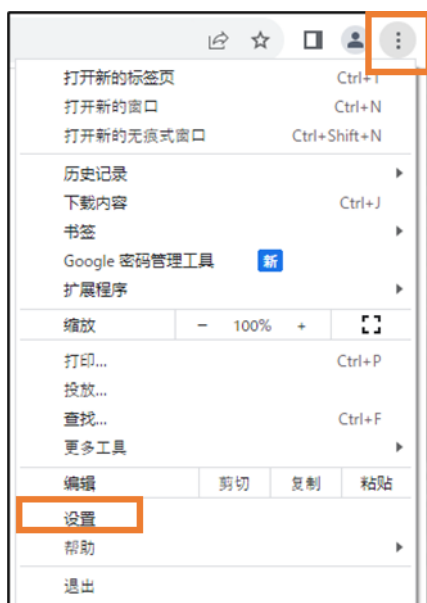 打开新的标签页 Ctrl+T
打开新的窗口 Ctrl+N
打开新的无痕式窗口 Ctrl+Shift+N
历史记录
下载内容 Ctrl+J
书签
Google 密码管理工具 新
扩展程序
缩放 - 100% +
打印... Ctrl+P
投放...
查找... Ctrl+F
更多工具
编辑 剪切 复制 粘贴
设置
帮助
退出